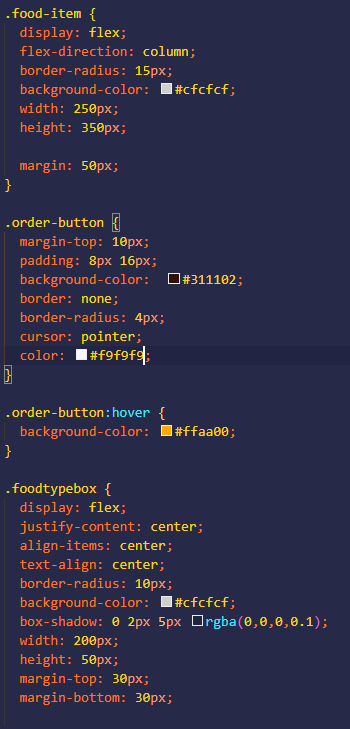 .food-item {
display: flex;
flex-direction: column;
border-radius: 15px;
background-color: #cfcfcf;
width: 250px;
height: 350px;
margin: 50px;
}
.order-button {
margin-top: 10px;
padding: 8px 16px;
background-color: #311102;
border: none;
border-radius: 4px;
cursor: pointer;
color: #f9f9f9;
}
.order-button:hover {
background-color: #ffaa00;
}
.foodtypebox {
display: flex;
justify-content: center;
align-items: center;
text-align: center;
border-radius: 10px;
background-color: #cfcfcf;
box-shadow: 0 2px 5px rgba(0,0,0,0.1);
width: 200px;
height: 50px;
margin-top: 30px;
margin-bottom: 30px;